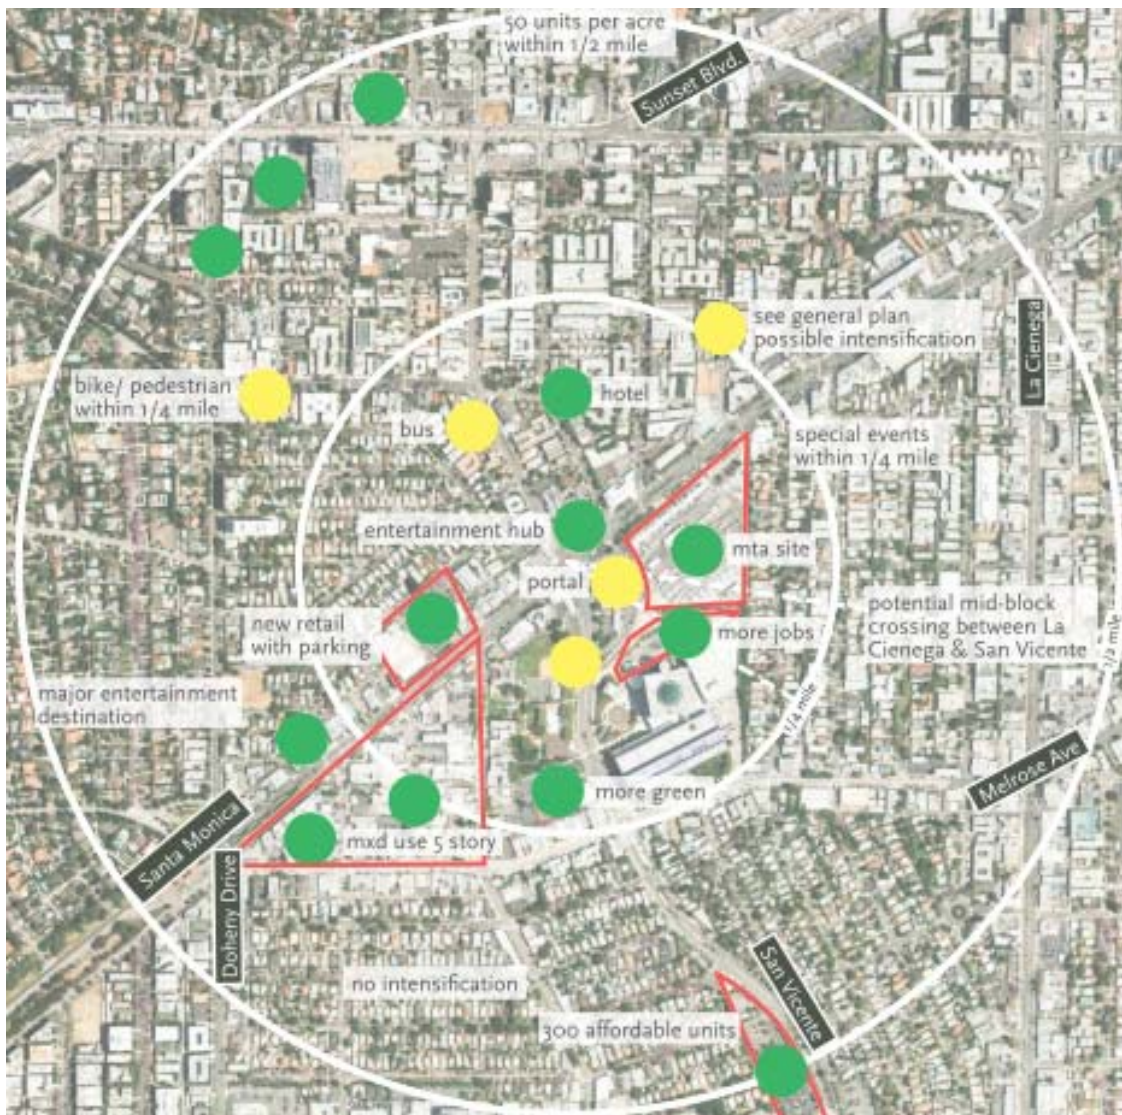 50 units per acre
within 1/2 mile
Sunset Blvd.
see general plan
possible intensification
La Cienega
bike/ pedestrian
within 1/4 mile
hotel
bus
special events
within 1/4 mile
entertainment hub
mta site
portal
new retail
with parking
more jobs
potential mid-block
crossing between La
Cienega & San Vicente
1/2 mile
major entertainment
destination
1/4 mile
Melrose Ave
more green
Santa Monica
mxd use 5 story
Doheny Drive
no intensification
San Vicente
300 affordable units